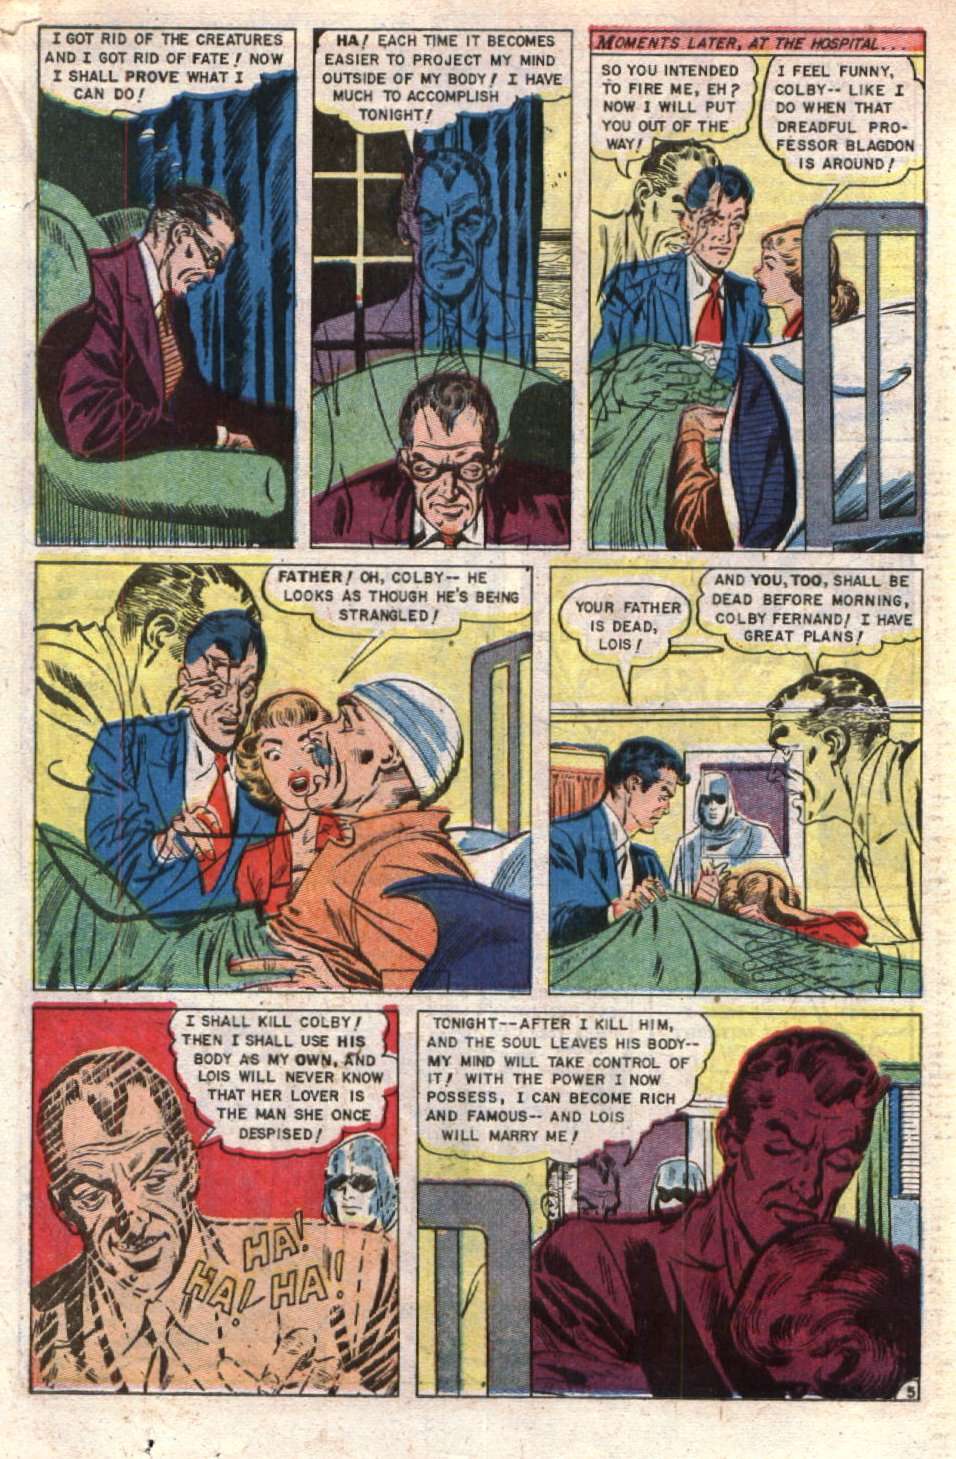 I GOT RID OF THE CREATURES
AND I GOT RID OF FATE! NOW
I SHALL PROVE WHAT I
CAN DO!
HA! EACH TIME IT BECOMES
EASIER TO PROJECT MY MIND
OUTSIDE OF MY BODY! I HAVE
MUCH TO ACCOMPLISH
TONIGHT!
MOMENTS LATER, AT THE HOSPITAL...
SO YOU INTENDED
TO FIRE ME, EH?
NOW I WILL PUT
YOU OUT OF THE
WAY!
I FEEL FUNNY,
COLBY-- LIKE I
DO WHEN THAT
DREADFUL PRO-
FESSOR BLAGDON
IS AROUND!
FATHER! OH, COLBY-- HE
LOOKS AS THOUGH HE'S BEING
STRANGLED!
YOUR FATHER
IS DEAD,
LOIS!
AND YOU, TOO, SHALL BE
DEAD BEFORE MORNING,
COLBY FERNAND! I HAVE
GREAT PLANS!
I SHALL KILL COLBY!
THEN I SHALL USE HIS
BODY AS MY OWN, AND
LOIS WILL NEVER KNOW
THAT HER LOVER IS
THE MAN SHE ONCE
DESPISED!
HA!
HA! HA!
TONIGHT-- AFTER I KILL HIM,
AND THE SOUL LEAVES HIS BODY--
MY MIND WILL TAKE CONTROL OF
IT! WITH THE POWER I NOW
POSSESS, I CAN BECOME RICH
AND FAMOUS-- AND LOIS
WILL MARRY ME!
5